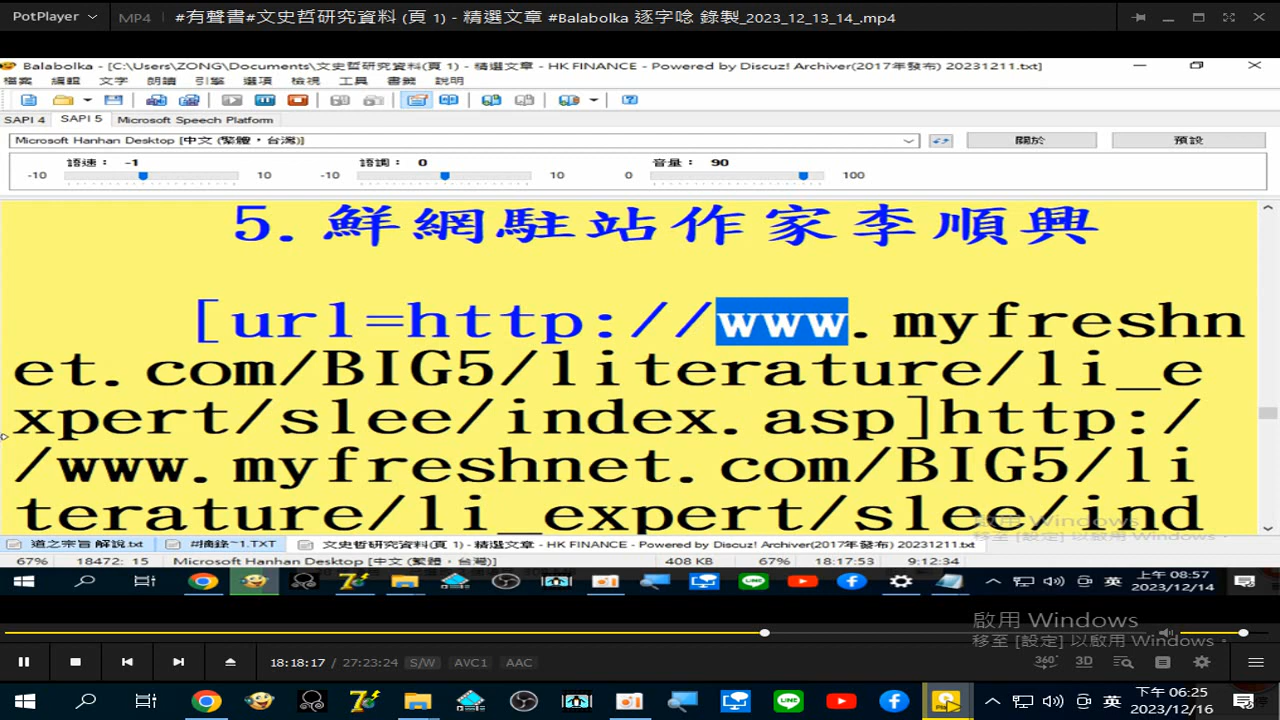 PotPlayer MP4 #有聲書#文史哲研究資料 (頁 1) - 精選文章 #Balabolka 逐字唸 錄製_2023_12_13_14_.mp4
Balabolka - [C:\Users\ZONG\Documents\文史哲研究資料(頁 1) - 精選文章 - HK FINANCE - Powered by Discuz! Archiver(2017年發布) 20231211.txt]
檔案 編輯 文字 朗讀 引擎 選項 檢視 工具 書籤 說明
SAPI 4 SAPI 5 Microsoft Speech Platform
Microsoft Hanhan Desktop [中文 (繁體，台灣)] 關於 預設
語速： -1 語調： 0 音量： 90
-10 10 -10 10 0 100
5.鮮網駐站作家李順興
[url=http://www.myfreshn
et.com/BIG5/literature/li_e
xpert/slee/index.asp]http:/
/www.myfreshnet.com/BIG5/li
terature/li_expert/slee/ind
啟用 Windows
移至 [設定] 以啟用 Windows。
道之宗旨 解說.txt #摘錄~1.TXT 文史哲研究資料(頁 1) - 精選文章 - HK FINANCE - Powered by Discuz! Archiver(2017年發布) 20231211.txt
67% 18472: 15 Microsoft Hanhan Desktop [中文 (繁體，台灣)] 408 KB 67% 18:17:53 9:12:34
英 上午 08:57
2023/12/14
啟用 Windows
移至 [設定] 以啟用 Windows。
18:18:17 / 27:23:24 S/W AVC1 AAC 360° 3D
英 下午 06:25
2023/12/16